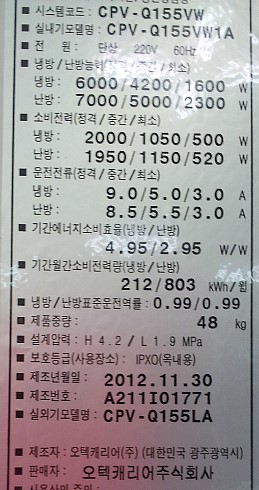 ■ 시스템코드 : CPV-Q155VW
■ 실내기모델명 : CPV-Q155VW1A
■ 전 원 : 단상 220V 60Hz
■ 냉방/난방능력(정격/중간/최소)
냉방 : 6000/4200/1600 W
난방 : 7000/5000/2300 W
■ 소비전력(정격/중간/최소)
냉방 : 2000/1050/500 W
난방 : 1950/1150/520 W
■ 운전전류(정격/중간/최소)
냉방 : 9.0/5.0/3.0 A
난방 : 8.5/5.5/3.0 A
■ 기간에너지소비효율(냉방/난방)
4.95/2.95 W/W
■ 기간월간소비전력량(냉방/난방)
212/803 kWh/월
■ 냉방/난방표준운전역률 : 0.99/0.99
■ 제품중량 : 48 kg
■ 설계압력 : H 4.2 / L 1.9 MPa
■ 보호등급(사용장소) : IPX0(옥내용)
■ 제조년월일 : 2012.11.30
■ 제조번호 : A211I01771
■ 실외기모델명 : CPV-Q155LA
■ 제조자 : 오텍캐리어(주) (대한민국 광주광역시)
■ 판매자 : 오텍캐리어주식회사